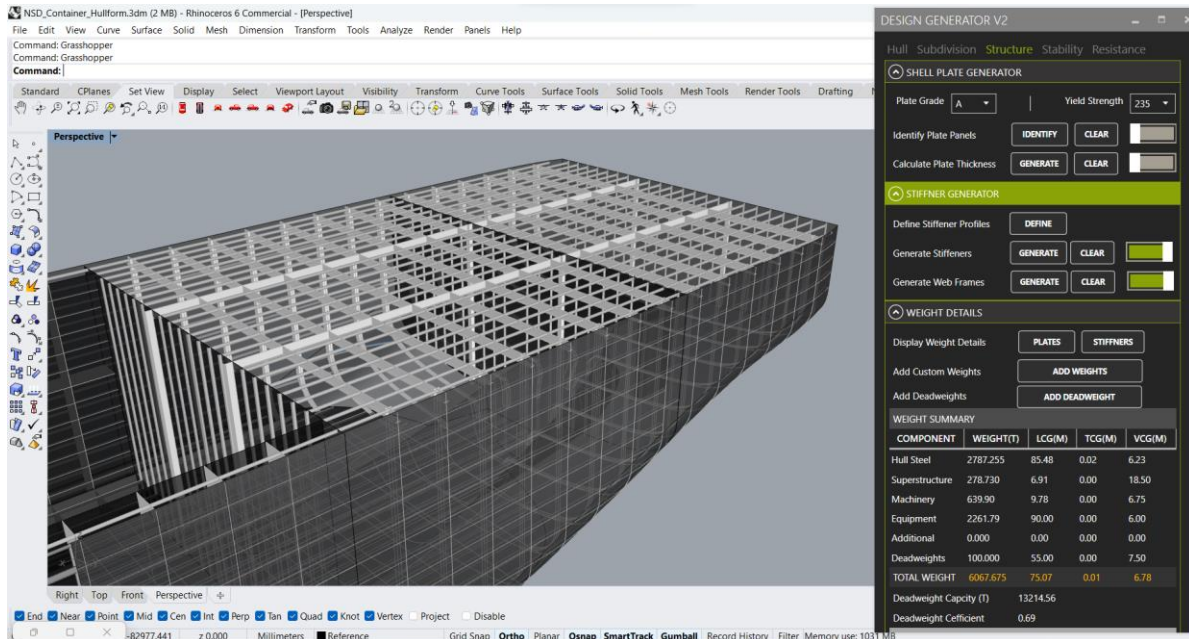 NSD_Container_Hullform.3dm (2 MB) - Rhinoceros 6 Commercial - [Perspective]
File Edit View Curve Surface Solid Mesh Dimension Transform Tools Analyze Render Panels Help
Command: Grasshopper
Command: Grasshopper
Command:
Standard CPlanes Set View Display Select Viewport Layout Visibility Transform Curve Tools Surface Tools Solid Tools Mesh Tools Render Tools Drafting
Perspective
Right Top Front Perspective
End Near Point Mid Cen Int Perp Tan Quad Knot Vertex Project Disable
-82977.441 z 0.000 Millimeters Reference Grid Snap Ortho Planar Osnap SmartTrack Gumball Record History Filter Memory use: 1031 MB
DESIGN GENERATOR V2
Hull Subdivision Structure Stability Resistance
SHELL PLATE GENERATOR
Plate Grade A Yield Strength 235
Identify Plate Panels IDENTIFY CLEAR
Calculate Plate Thickness GENERATE CLEAR
STIFFNER GENERATOR
Define Stiffener Profiles DEFINE
Generate Stiffeners GENERATE CLEAR
Generate Web Frames GENERATE CLEAR
WEIGHT DETAILS
Display Weight Details PLATES STIFFNERS
Add Custom Weights ADD WEIGHTS
Add Deadweights ADD DEADWEIGHT
WEIGHT SUMMARY
COMPONENT WEIGHT(T) LCG(M) TCG(M) VCG(M)
Hull Steel 2787.255 85.48 0.02 6.23
Superstructure 278.730 6.91 0.00 18.50
Machinery 639.90 9.78 0.00 6.75
Equipment 2261.79 90.00 0.00 6.00
Additional 0.000 0.00 0.00 0.00
Deadweights 100.000 55.00 0.00 7.50
TOTAL WEIGHT 6067.675 75.07 0.01 6.78
Deadweight Capcity (T) 13214.56
Deadweight Cefficient 0.69